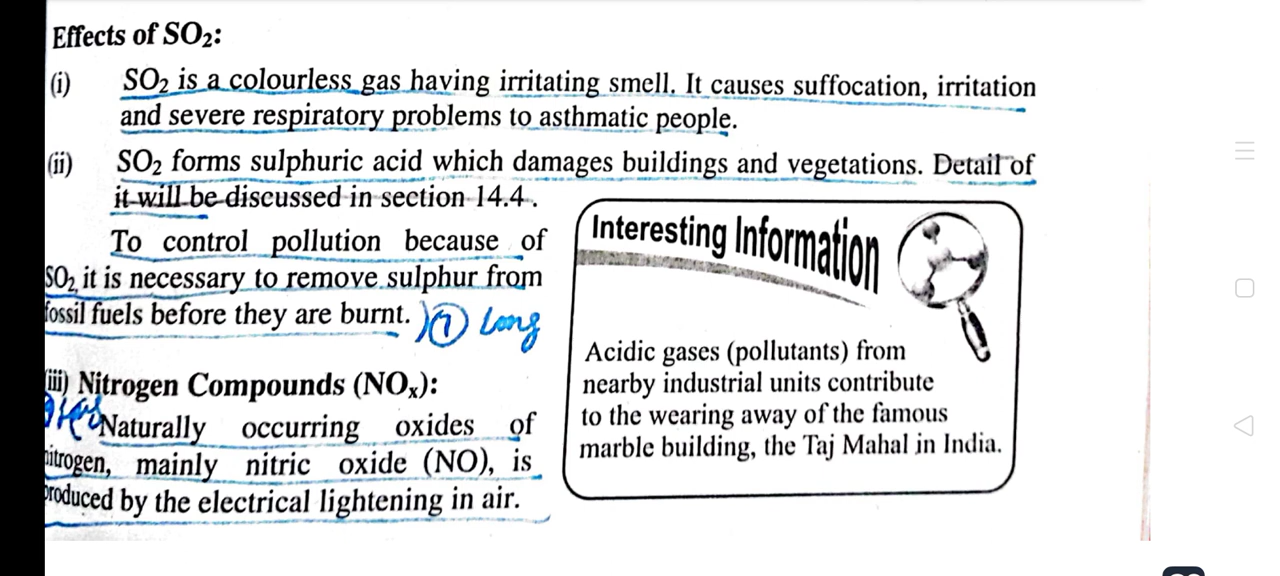 Effects of SO₂:
(i) SO₂ is a colourless gas having irritating smell. It causes suffocation, irritation
and severe respiratory problems to asthmatic people.
(ii) SO₂ forms sulphuric acid which damages buildings and vegetations. Detail of
it will be discussed in section 14.4.
To control pollution because of
SO₂ it is necessary to remove sulphur from
fossil fuels before they are burnt. ) ⑦ Long
(iii) Nitrogen Compounds (NOₓ):
Naturally occurring oxides of
nitrogen, mainly nitric oxide (NO), is
produced by the electrical lightening in air.
Interesting Information
Acidic gases (pollutants) from
nearby industrial units contribute
to the wearing away of the famous
marble building, the Taj Mahal in India.